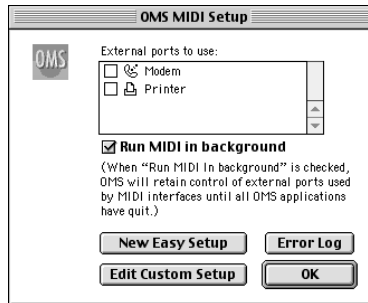 OMS MIDI Setup
OMS
External ports to use:
Modem
Printer
Run MIDI in background
(When “Run MIDI In background” is checked,
OMS will retain control of external ports used
by MIDI interfaces until all OMS applications
have quit.)
New Easy Setup
Error Log
Edit Custom Setup
OK